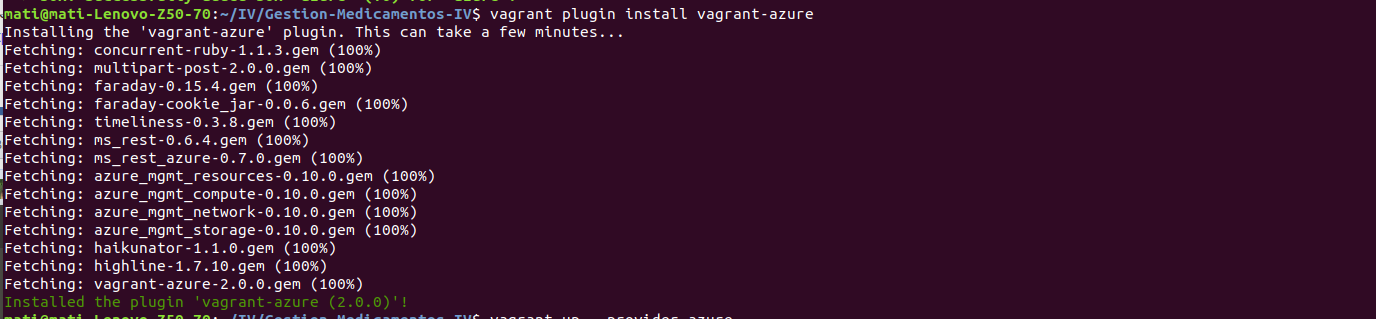 mati@mati-Lenovo-Z50-70:~/IV/Gestion-Medicamentos-IV$ vagrant plugin install vagrant-azure
Installing the 'vagrant-azure' plugin. This can take a few minutes...
Fetching: concurrent-ruby-1.1.3.gem (100%)
Fetching: multipart-post-2.0.0.gem (100%)
Fetching: faraday-0.15.4.gem (100%)
Fetching: faraday-cookie_jar-0.0.6.gem (100%)
Fetching: timeliness-0.3.8.gem (100%)
Fetching: ms_rest-0.6.4.gem (100%)
Fetching: ms_rest_azure-0.7.0.gem (100%)
Fetching: azure_mgmt_resources-0.10.0.gem (100%)
Fetching: azure_mgmt_compute-0.10.0.gem (100%)
Fetching: azure_mgmt_network-0.10.0.gem (100%)
Fetching: azure_mgmt_storage-0.10.0.gem (100%)
Fetching: haikunator-1.1.0.gem (100%)
Fetching: highline-1.7.10.gem (100%)
Fetching: vagrant-azure-2.0.0.gem (100%)
Installed the plugin 'vagrant-azure (2.0.0)'!
mati@mati-Lenovo-Z50-70:~/IV/Gestion-Medicamentos-IV$ vagrant up --provider azure